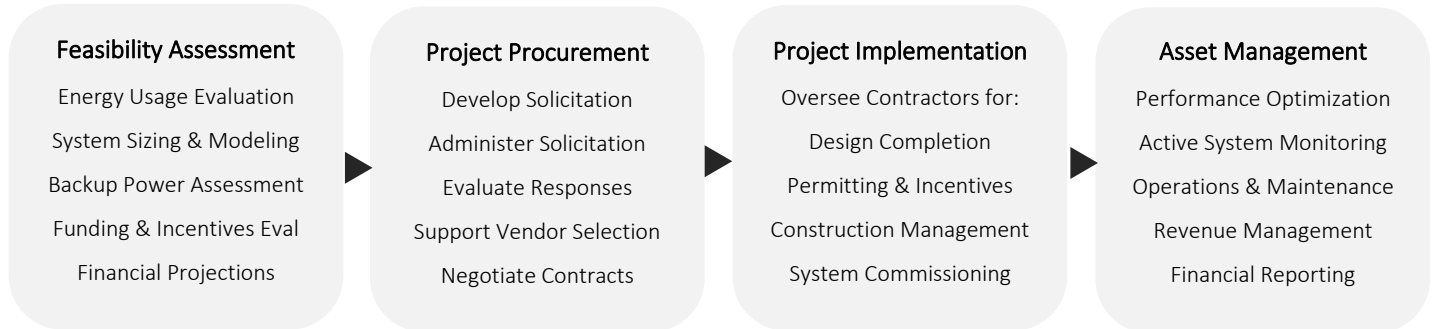 Feasibility Assessment
Energy Usage Evaluation
System Sizing & Modeling
Backup Power Assessment
Funding & Incentives Eval
Financial Projections
Project Procurement
Develop Solicitation
Administer Solicitation
Evaluate Responses
Support Vendor Selection
Negotiate Contracts
Project Implementation
Oversee Contractors for:
Design Completion
Permitting & Incentives
Construction Management
System Commissioning
Asset Management
Performance Optimization
Active System Monitoring
Operations & Maintenance
Revenue Management
Financial Reporting